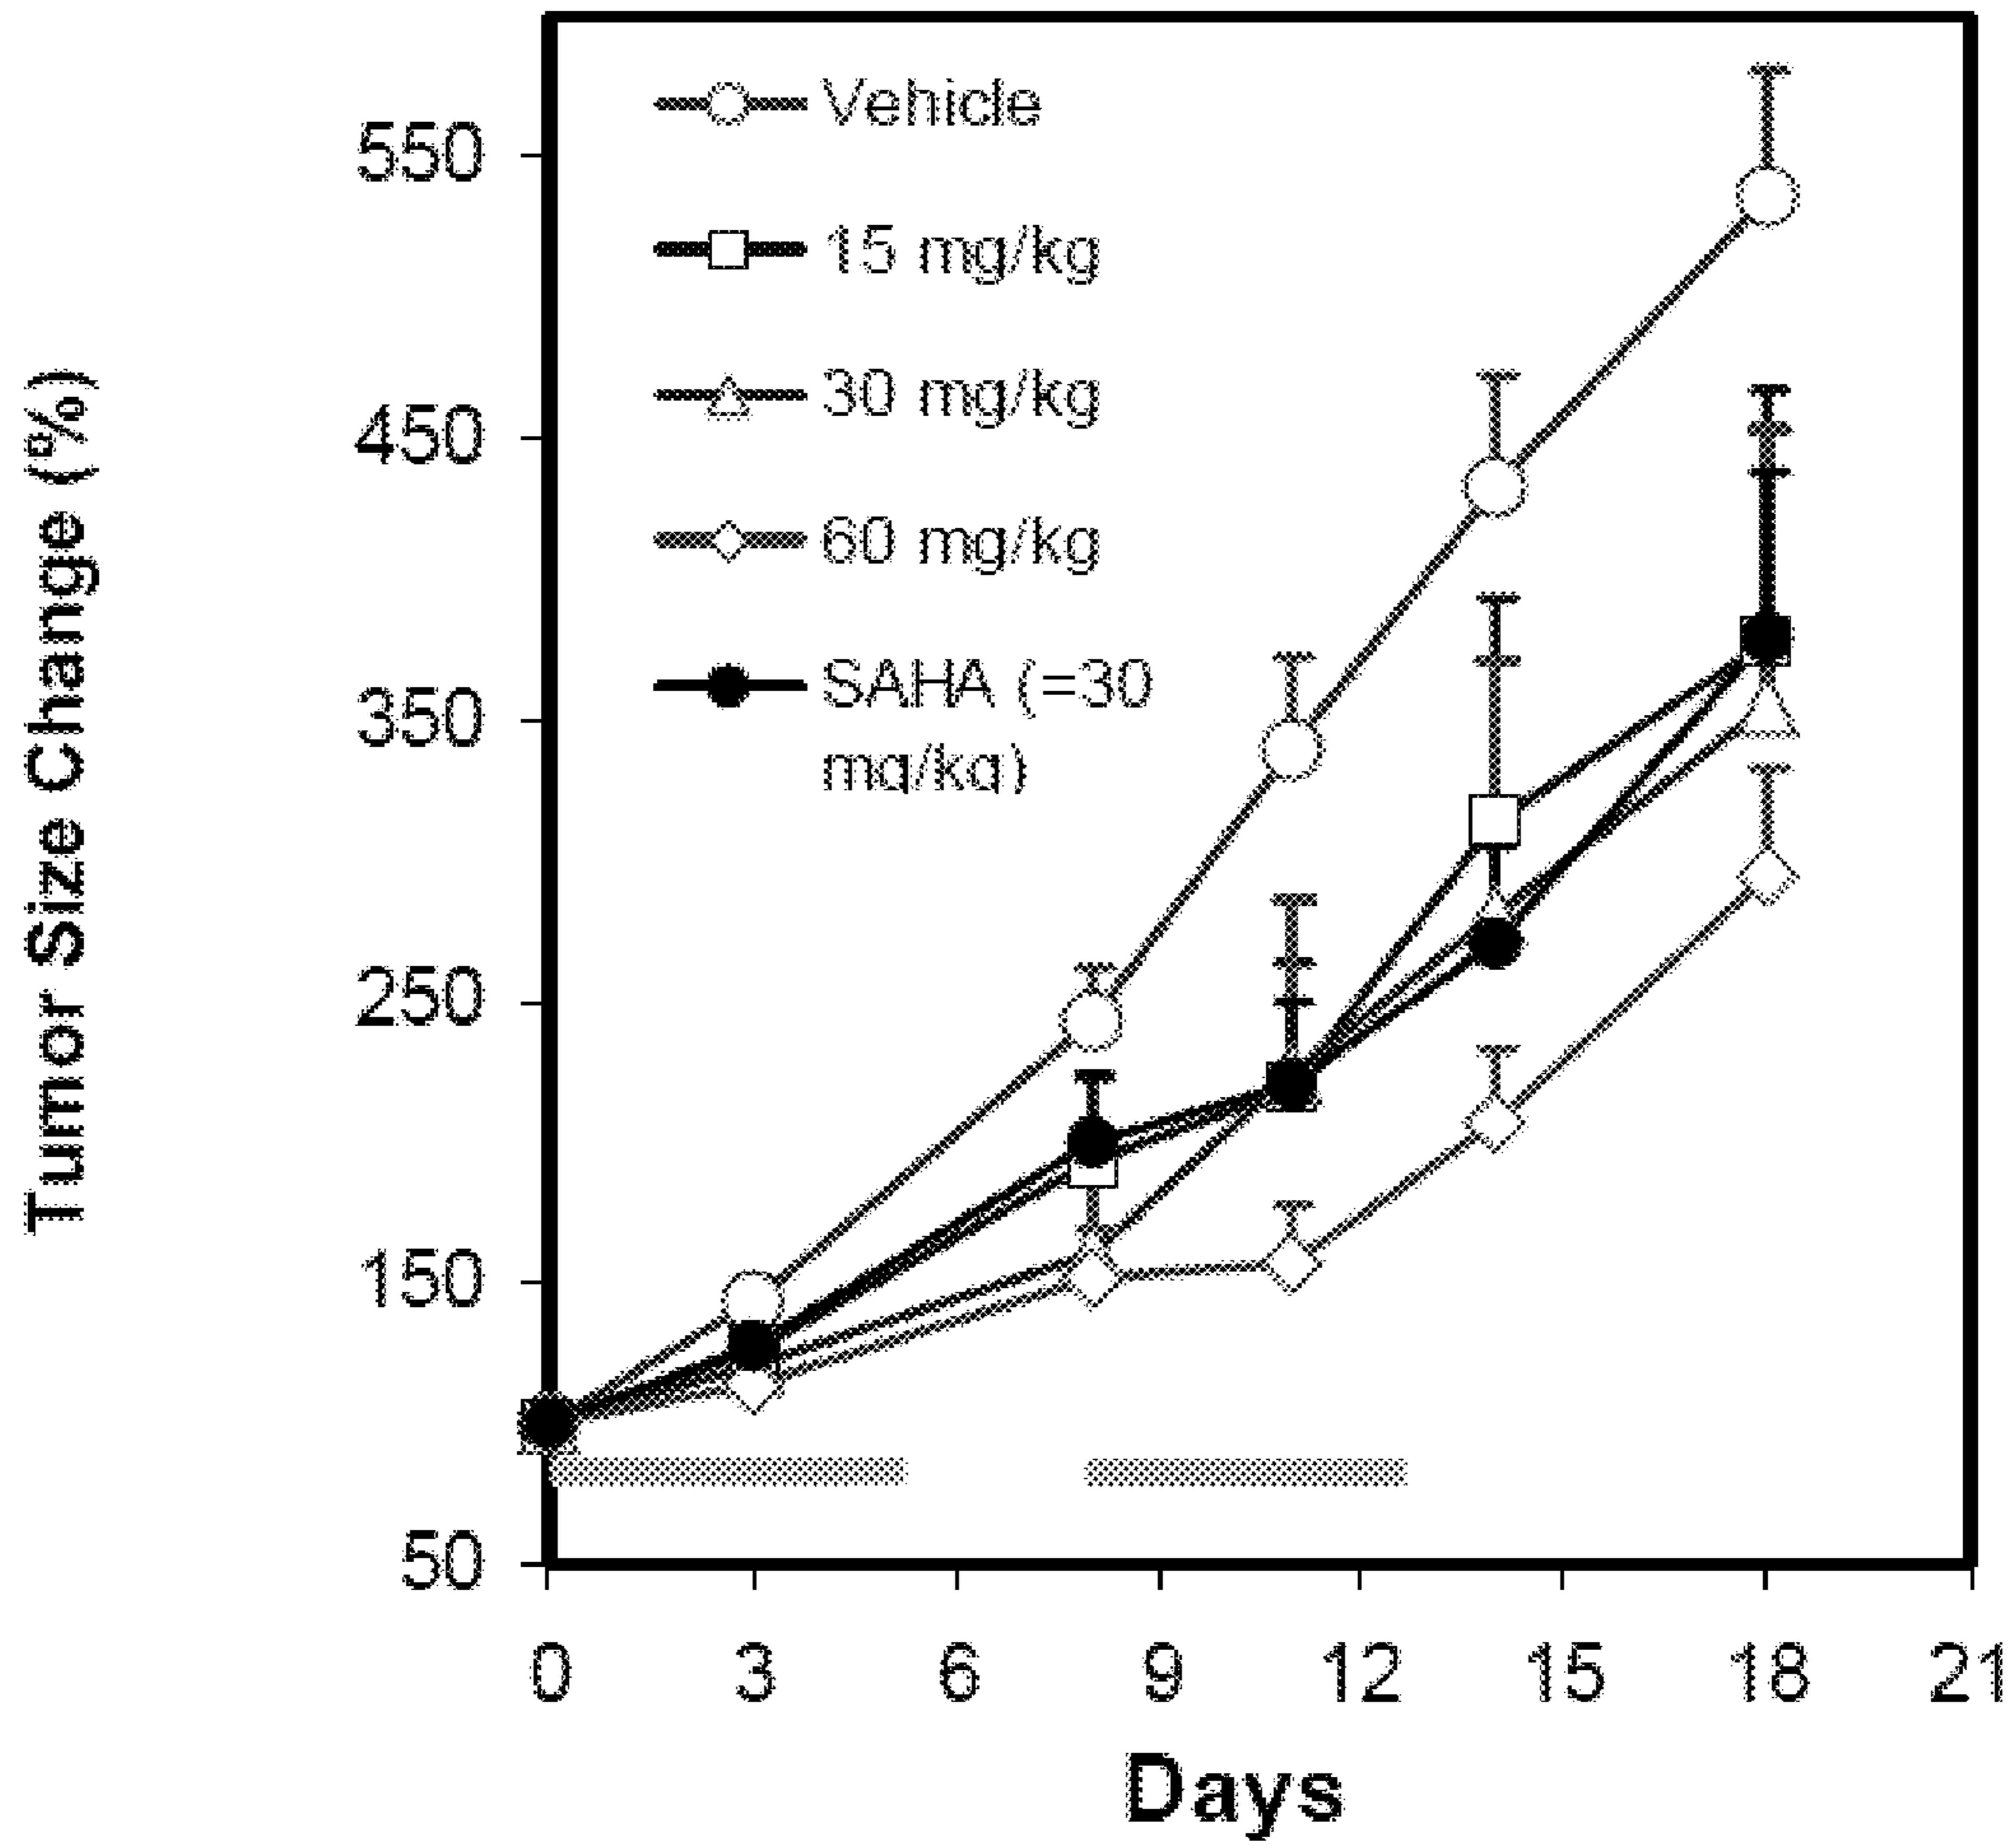 Tumor Size Change (%)
550
450
350
250
150
50
Vehicle
15 mg/kg
30 mg/kg
60 mg/kg
SAHA (=30
mg/kg)
0 3 6 9 12 15 18 21
Days